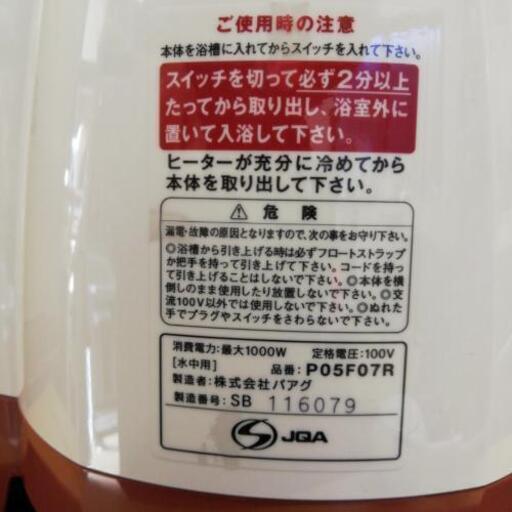 ご使用時の注意
本体を浴槽に入れてからスイッチを入れて下さい。
スイッチを切って必ず2分以上
たってから取り出し、浴室外に
置いて入浴して下さい。
ヒーターが充分に冷めてから
本体を取り出して下さい。
⚠ 危険
漏電・故障の原因となりますので、次の事をお守り下さい。
◎浴槽から引き上げる時は必ずフロートストラップ
か把手を持って引き上げて下さい。コードを持っ
て引き上げることはしないで下さい。◎本体を横
倒しのまま使用したり放置しないで下さい。◎交
流100V以外では使用しないで下さい。◎ぬれた
手でプラグやスイッチをさわらないで下さい。
消費電力:最大1000W 定格電圧:100V
[水中用] 品番: P05F07R
製造者:株式会社パアグ
製造番号: SB 116079
JQA